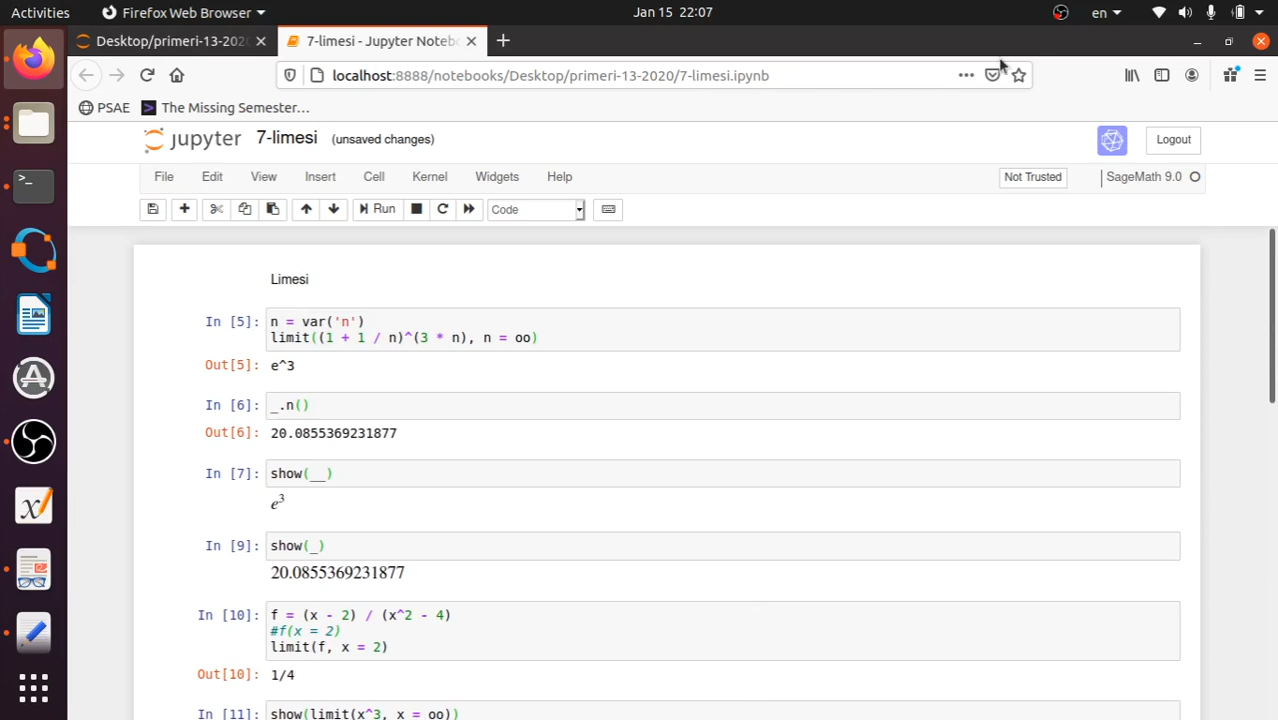 Activities
Firefox Web Browser
Jan 15 22:07
en
Desktop/primeri-13-202
7-limesi - Jupyter Noteb
localhost:8888/notebooks/Desktop/primeri-13-2020/7-limesi.ipynb
PSAE
The Missing Semester…
jupyter
7-limesi
(unsaved changes)
Logout
File
Edit
View
Insert
Cell
Kernel
Widgets
Help
Not Trusted
SageMath 9.0
Run
Code
Limesi
In [5]:
n = var('n')
limit((1 + 1 / n)^(3 * n), n = oo)
Out[5]:
e^3
In [6]:
_.n()
Out[6]:
20.0855369231877
In [7]:
show(__)
e³
In [9]:
show(_)
20.0855369231877
In [10]:
f = (x - 2) / (x^2 - 4)
#f(x = 2)
limit(f, x = 2)
Out[10]:
1/4
In [11]:
show(limit(x^3, x = oo))